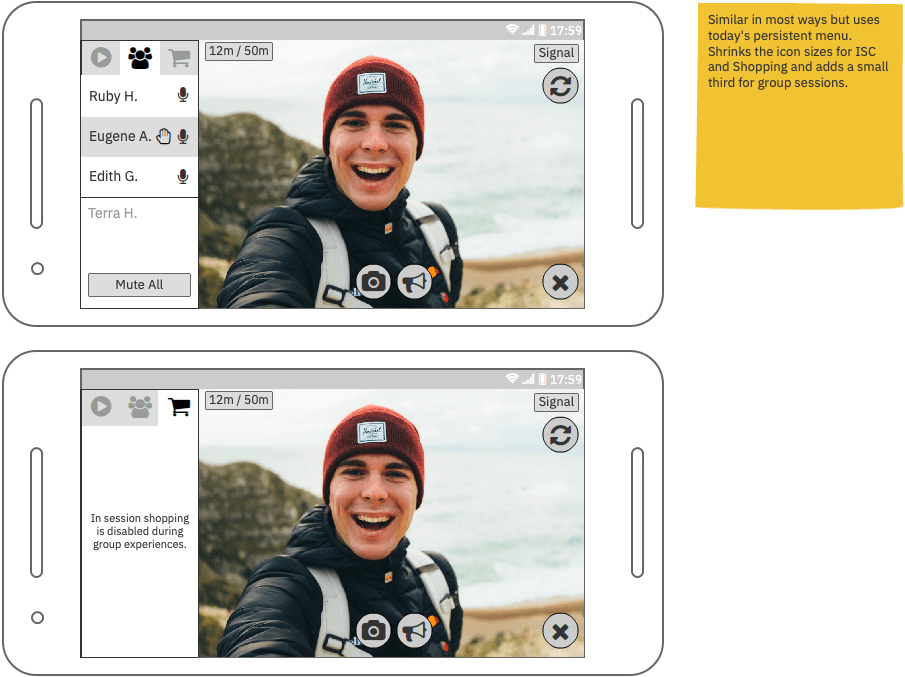 17:59
12m / 50m
Signal
Ruby H.
Eugene A.
Edith G.
Terra H.
Mute All
Similar in most ways but uses
today's persistent menu.
Shrinks the icon sizes for ISC
and Shopping and adds a small
third for group sessions.
17:59
12m / 50m
Signal
In session shopping
is disabled during
group experiences.